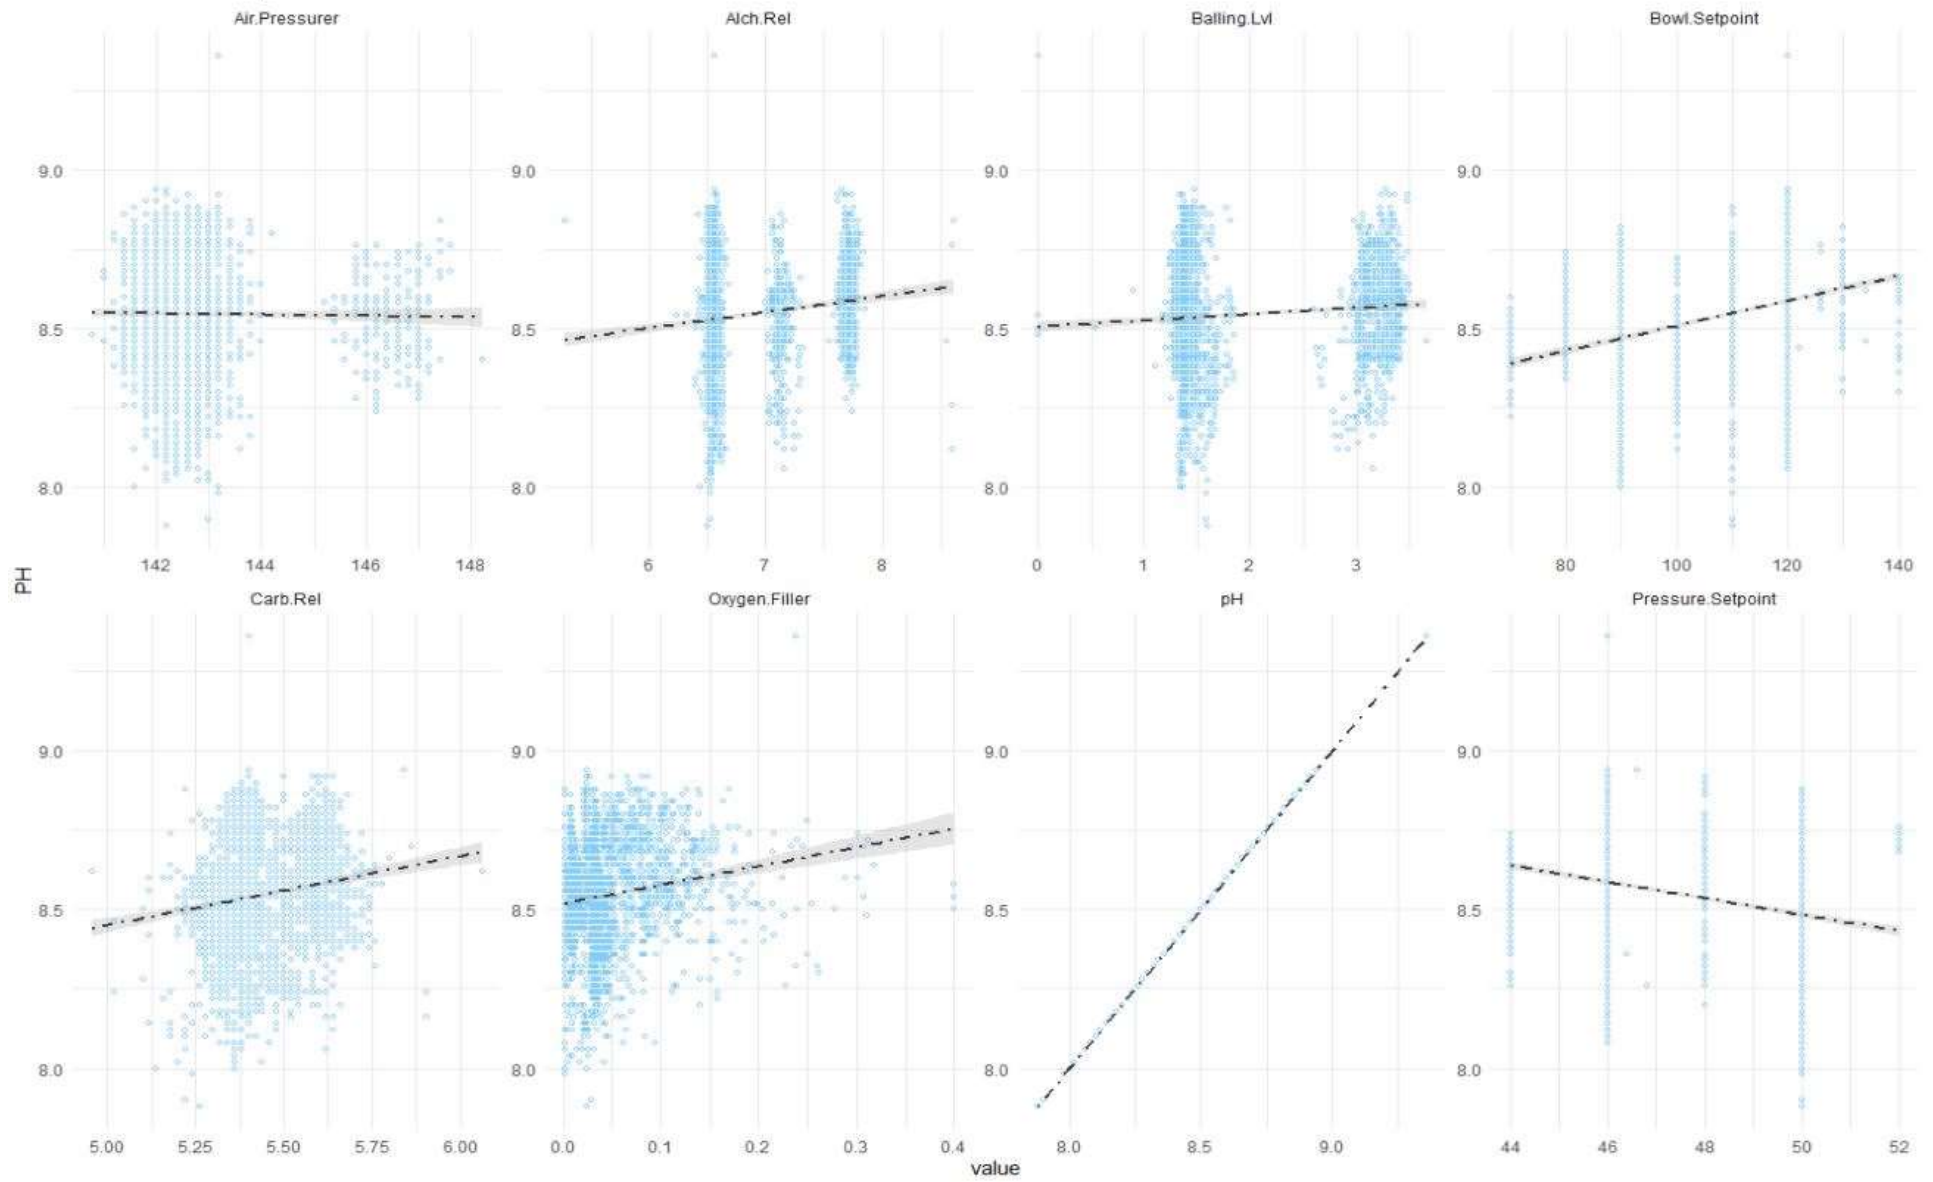 Air.Pressurer Alch.Rel Balling.Lvl Bowl.Setpoint
9.0 9.0 9.0 9.0
8.5 8.5 8.5 8.5
8.0 8.0 8.0 8.0
142 144 146 148 6 7 8 0 1 2 3 80 100 120 140
PH
Carb.Rel Oxygen.Filler pH Pressure.Setpoint
9.0 9.0 9.0 9.0
8.5 8.5 8.5 8.5
8.0 8.0 8.0 8.0
5.00 5.25 5.50 5.75 6.00 0.0 0.1 0.2 0.3 0.4 8.0 8.5 9.0 44 46 48 50 52
value